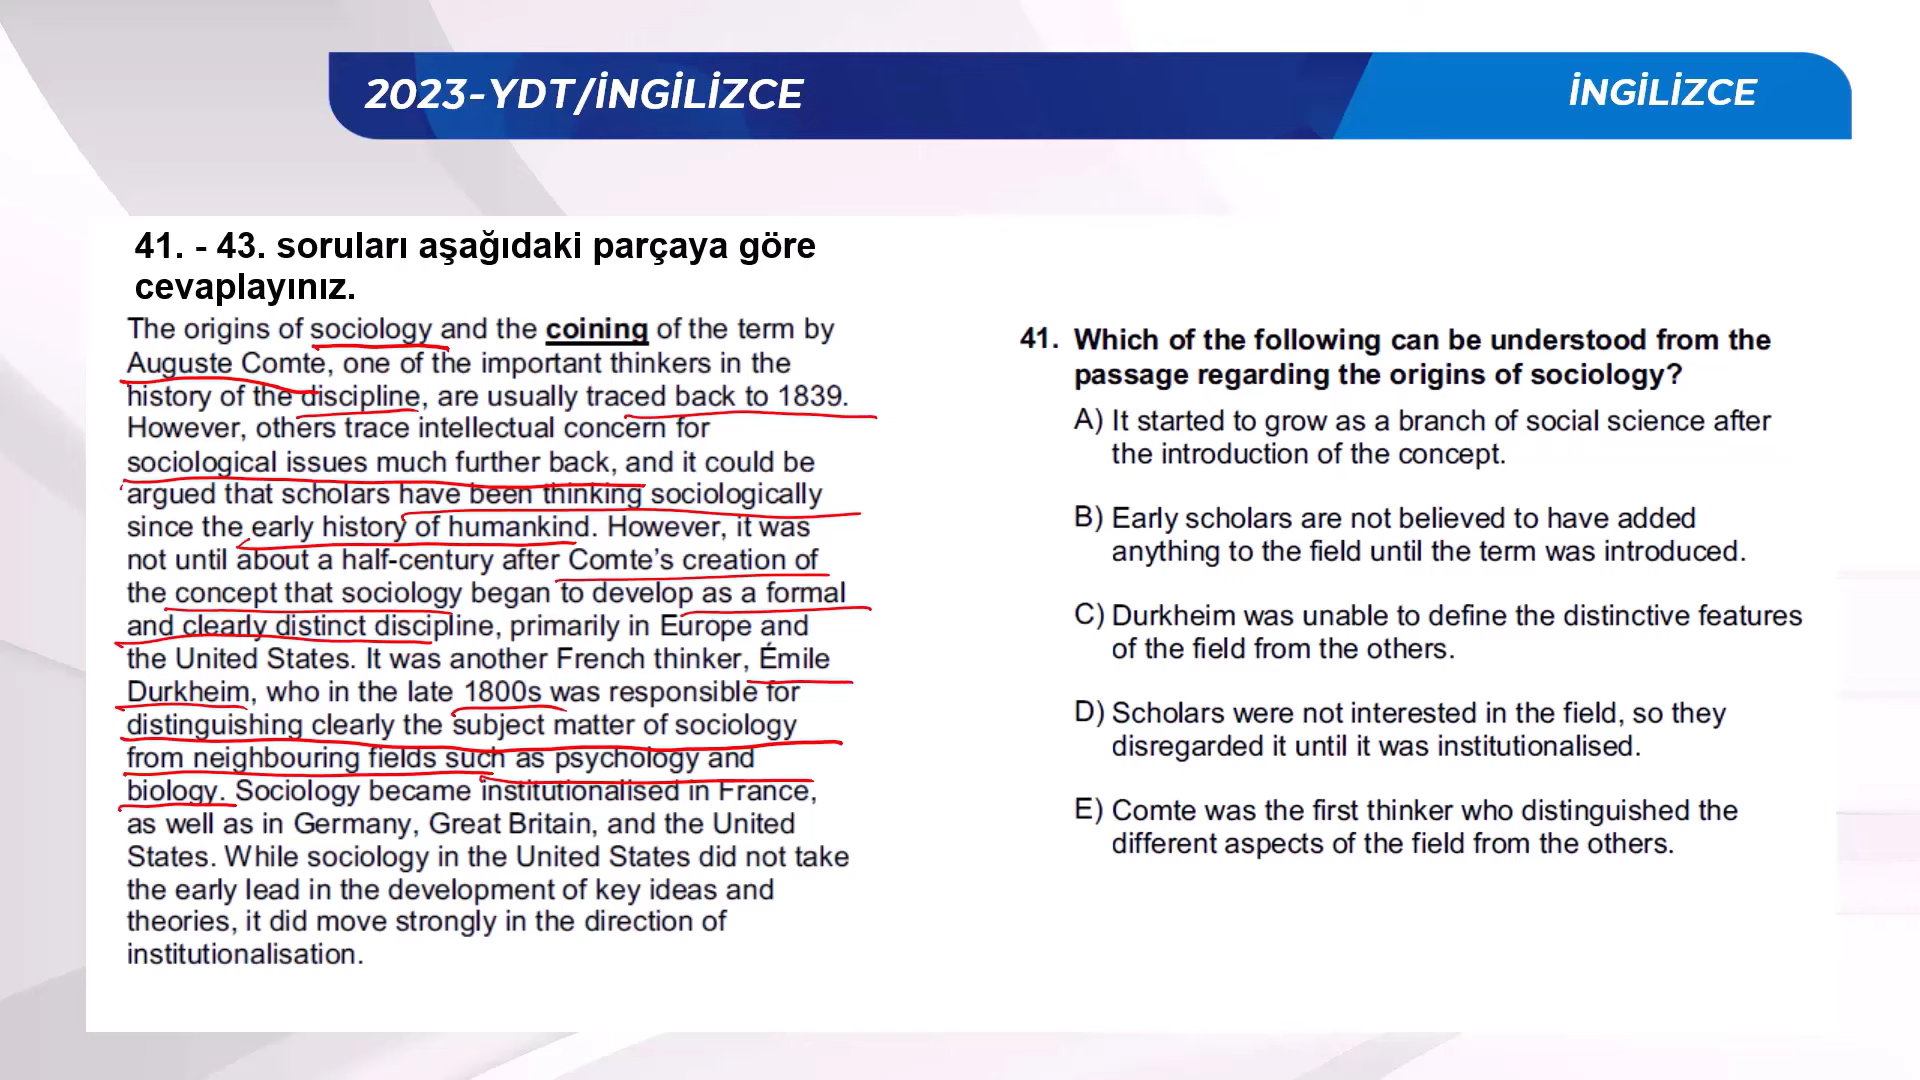 2023-YDT/İNGİLİZCE
İNGİLİZCE
41. - 43. soruları aşağıdaki parçaya göre
cevaplayınız.
The origins of sociology and the coining of the term by
Auguste Comte, one of the important thinkers in the
history of the discipline, are usually traced back to 1839.
However, others trace intellectual concern for
sociological issues much further back, and it could be
argued that scholars have been thinking sociologically
since the early history of humankind. However, it was
not until about a half-century after Comte's creation of
the concept that sociology began to develop as a formal
and clearly distinct discipline, primarily in Europe and
the United States. It was another French thinker, Émile
Durkheim, who in the late 1800s was responsible for
distinguishing clearly the subject matter of sociology
from neighbouring fields such as psychology and
biology. Sociology became institutionalised in France,
as well as in Germany, Great Britain, and the United
States. While sociology in the United States did not take
the early lead in the development of key ideas and
theories, it did move strongly in the direction of
institutionalisation.
41. Which of the following can be understood from the
passage regarding the origins of sociology?
A) It started to grow as a branch of social science after
the introduction of the concept.
B) Early scholars are not believed to have added
anything to the field until the term was introduced.
C) Durkheim was unable to define the distinctive features
of the field from the others.
D) Scholars were not interested in the field, so they
disregarded it until it was institutionalised.
E) Comte was the first thinker who distinguished the
different aspects of the field from the others.